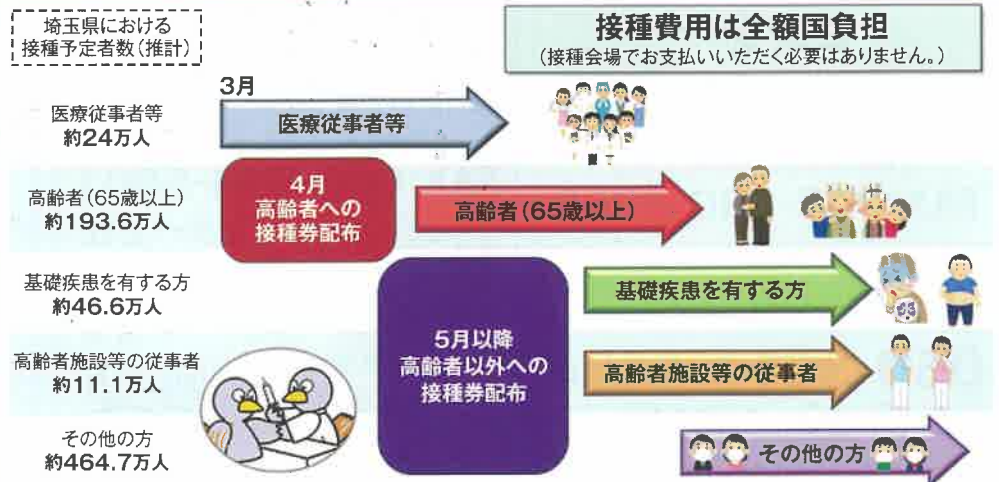 埼玉県における
接種予定者数(推計)
接種費用は全額国負担
(接種会場でお支払いいただく必要はありません。)
3月
医療従事者等
約24万人
医療従事者等
高齢者(65歳以上)
約193.6万人
4月
高齢者への
接種券配布
高齢者(65歳以上)
基礎疾患を有する方
約46.6万人
基礎疾患を有する方
5月以降
高齢者以外への
接種券配布
高齢者施設等の従事者
約11.1万人
高齢者施設等の従事者
その他の方
約464.7万人
その他の方